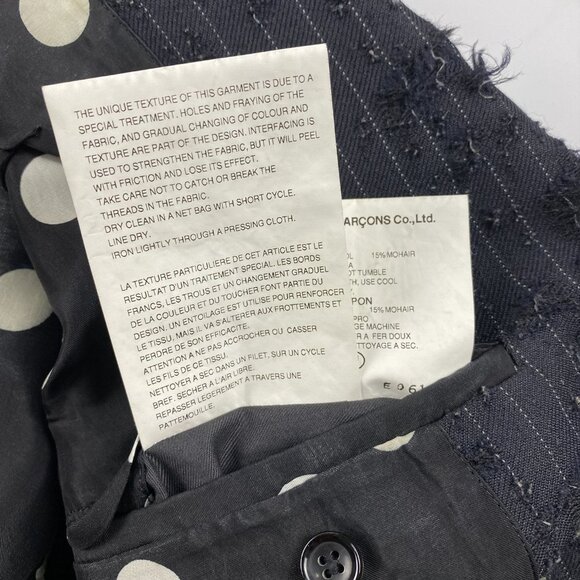 THE UNIQUE TEXTURE OF THIS GARMENT IS DUE TO A
SPECIAL TREATMENT. HOLES AND FRAYING OF THE
FABRIC, AND GRADUAL CHANGING OF COLOUR AND
TEXTURE ARE PART OF THE DESIGN. INTERFACING IS
USED TO STRENGTHEN THE FABRIC, BUT IT WILL PEEL
WITH FRICTION AND LOSE ITS EFFECT.
TAKE CARE NOT TO CATCH OR BREAK THE
THREADS IN THE FABRIC.
DRY CLEAN IN A NET BAG WITH SHORT CYCLE.
LINE DRY.
IRON LIGHTLY THROUGH A PRESSING CLOTH.
LA TEXTURE PARTICULIERE DE CET ARTICLE EST LE
RESULTAT D'UN TRAITEMENT SPECIAL. LES BORDS
FRANCS, LES TROUS ET UN CHANGEMENT GRADUEL
DE LA COULEUR ET DU TOUCHER FONT PARTIE DU
DESIGN. UN ENTOILAGE EST UTILISE POUR RENFORCER
LE TISSU, MAIS IL VA S'ALTERER AUX FROTTEMENTS ET
PERDRE DE SON EFFICACITE.
ATTENTION A NE PAS ACCROCHER OU CASSER
LES FILS DE CE TISSU.
NETTOYER A SEC DANS UN FILET, SUR UN CYCLE
BREF. SECHER A L'AIR LIBRE.
REPASSER LEGEREMENT A TRAVERS UNE
PATTEMOUILLE.
ARÇONS Co.,Ltd.
OL 15% MOHAIR
A
OT TUMBLE
H, USE COOL
PON
15% MOHAIR
PRO
GE MACHINE
R A FER DOUX
TTOYAGE A SEC.
E 061